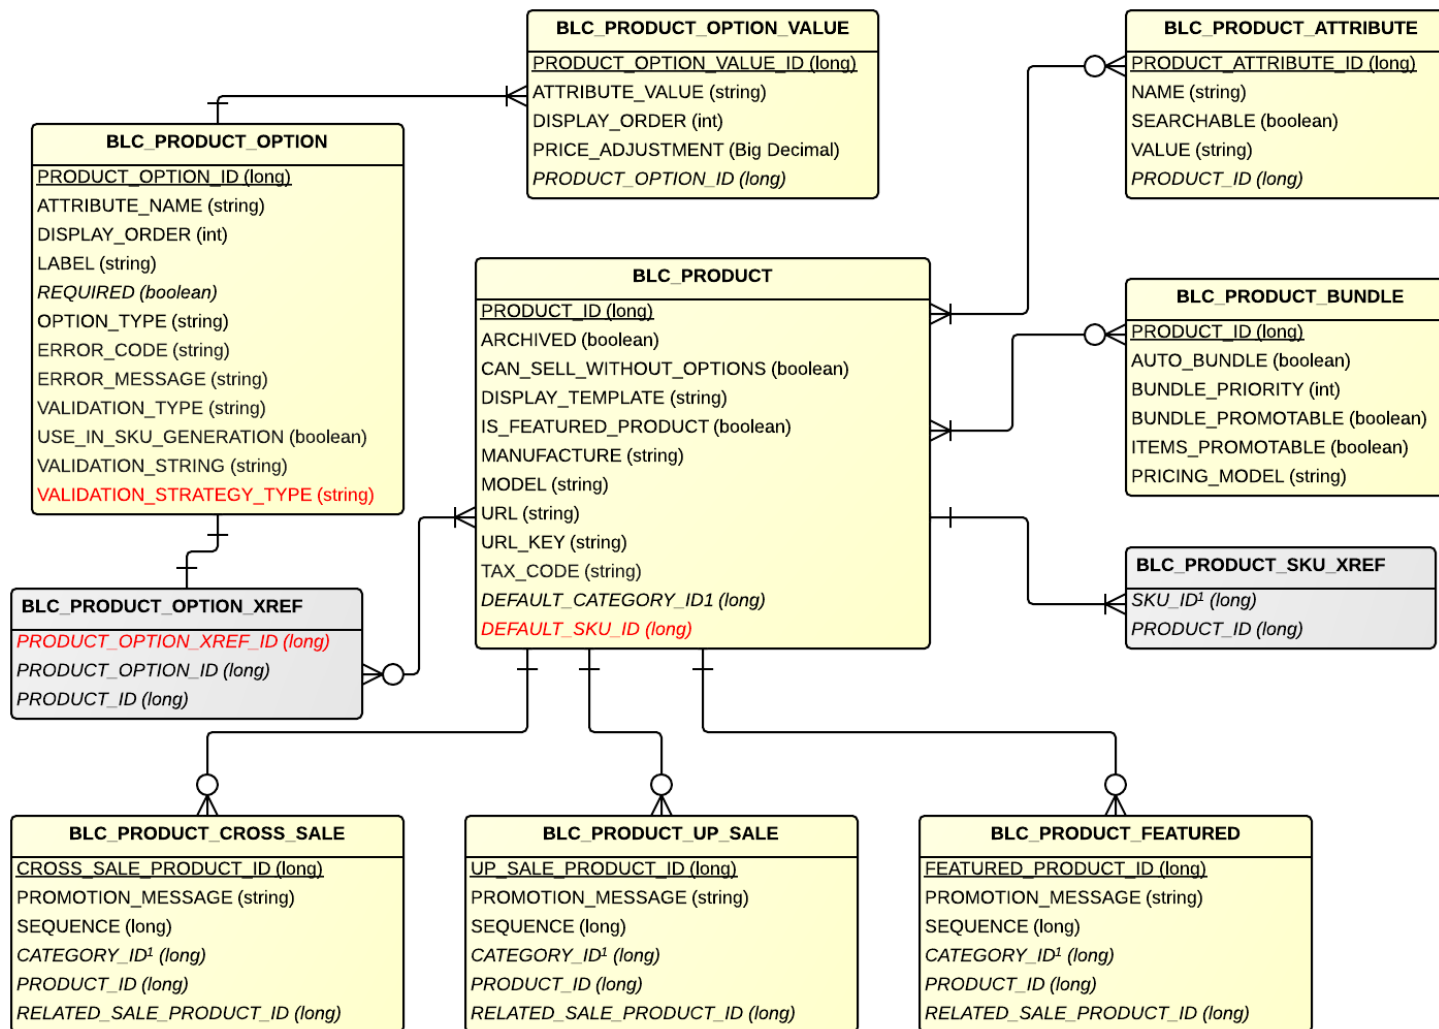 BLC_PRODUCT_OPTION_VALUE
PRODUCT_OPTION_VALUE_ID (long)
ATTRIBUTE_VALUE (string)
DISPLAY_ORDER (int)
PRICE_ADJUSTMENT (Big Decimal)
PRODUCT_OPTION_ID (long)
BLC_PRODUCT_ATTRIBUTE
PRODUCT_ATTRIBUTE_ID (long)
NAME (string)
SEARCHABLE (boolean)
VALUE (string)
PRODUCT_ID (long)
BLC_PRODUCT_OPTION
PRODUCT_OPTION_ID (long)
ATTRIBUTE_NAME (string)
DISPLAY_ORDER (int)
LABEL (string)
REQUIRED (boolean)
OPTION_TYPE (string)
ERROR_CODE (string)
ERROR_MESSAGE (string)
VALIDATION_TYPE (string)
USE_IN_SKU_GENERATION (boolean)
VALIDATION_STRING (string)
VALIDATION_STRATEGY_TYPE (string)
BLC_PRODUCT
PRODUCT_ID (long)
ARCHIVED (boolean)
CAN_SELL_WITHOUT_OPTIONS (boolean)
DISPLAY_TEMPLATE (string)
IS_FEATURED_PRODUCT (boolean)
MANUFACTURE (string)
MODEL (string)
URL (string)
URL_KEY (string)
TAX_CODE (string)
DEFAULT_CATEGORY_ID1 (long)
DEFAULT_SKU_ID (long)
BLC_PRODUCT_BUNDLE
PRODUCT_ID (long)
AUTO_BUNDLE (boolean)
BUNDLE_PRIORITY (int)
BUNDLE_PROMOTABLE (boolean)
ITEMS_PROMOTABLE (boolean)
PRICING_MODEL (string)
BLC_PRODUCT_SKU_XREF
SKU_ID¹ (long)
PRODUCT_ID (long)
BLC_PRODUCT_OPTION_XREF
PRODUCT_OPTION_XREF_ID (long)
PRODUCT_OPTION_ID (long)
PRODUCT_ID (long)
BLC_PRODUCT_CROSS_SALE
CROSS_SALE_PRODUCT_ID (long)
PROMOTION_MESSAGE (string)
SEQUENCE (long)
CATEGORY_ID¹ (long)
PRODUCT_ID (long)
RELATED_SALE_PRODUCT_ID (long)
BLC_PRODUCT_UP_SALE
UP_SALE_PRODUCT_ID (long)
PROMOTION_MESSAGE (string)
SEQUENCE (long)
CATEGORY_ID¹ (long)
PRODUCT_ID (long)
RELATED_SALE_PRODUCT_ID (long)
BLC_PRODUCT_FEATURED
FEATURED_PRODUCT_ID (long)
PROMOTION_MESSAGE (string)
SEQUENCE (long)
CATEGORY_ID¹ (long)
PRODUCT_ID (long)
RELATED_SALE_PRODUCT_ID (long)